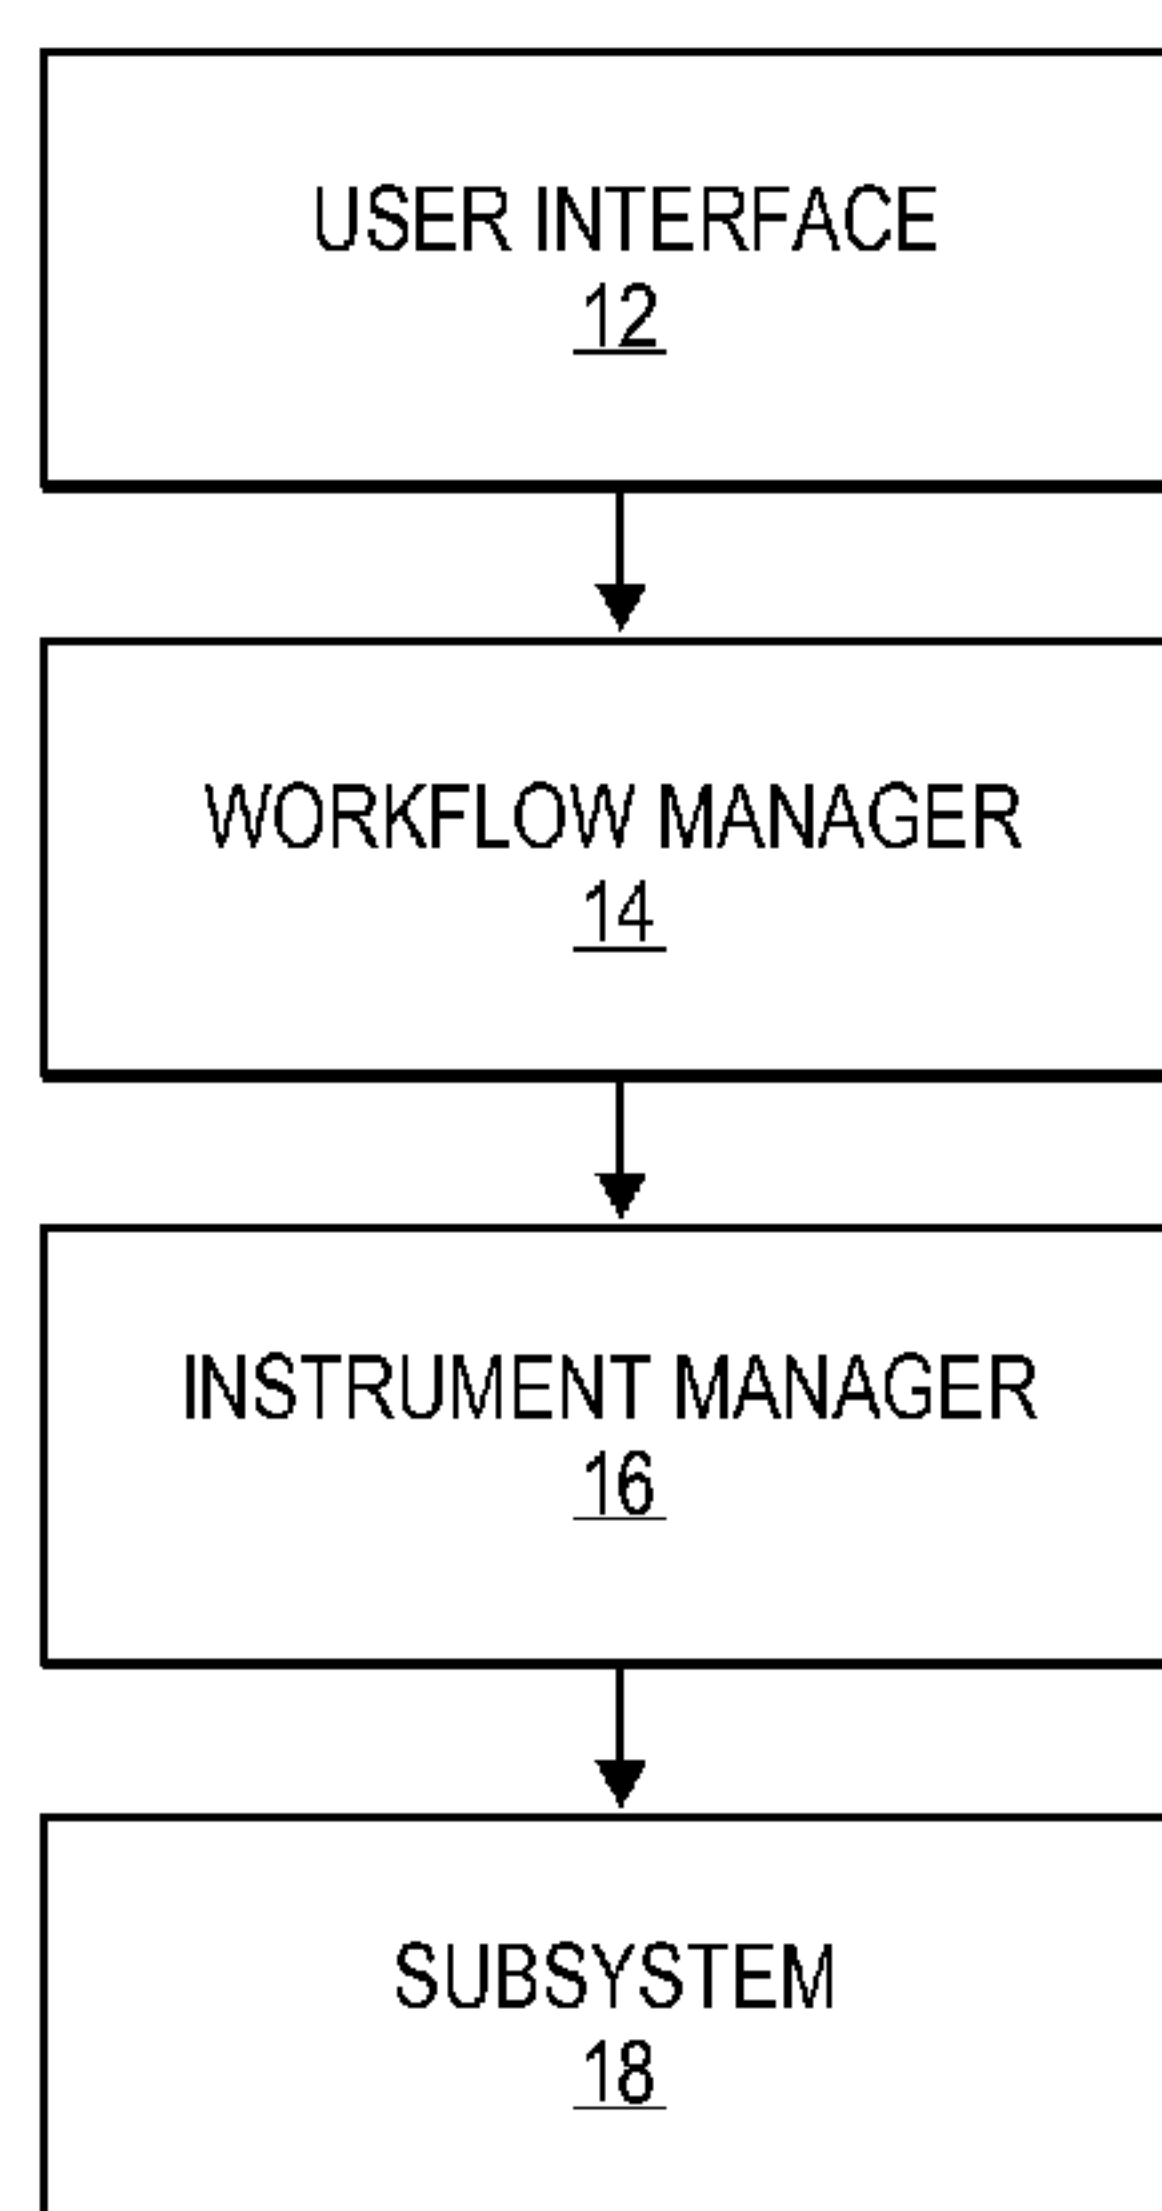 USER INTERFACE
12
WORKFLOW MANAGER
14
INSTRUMENT MANAGER
16
SUBSYSTEM
18